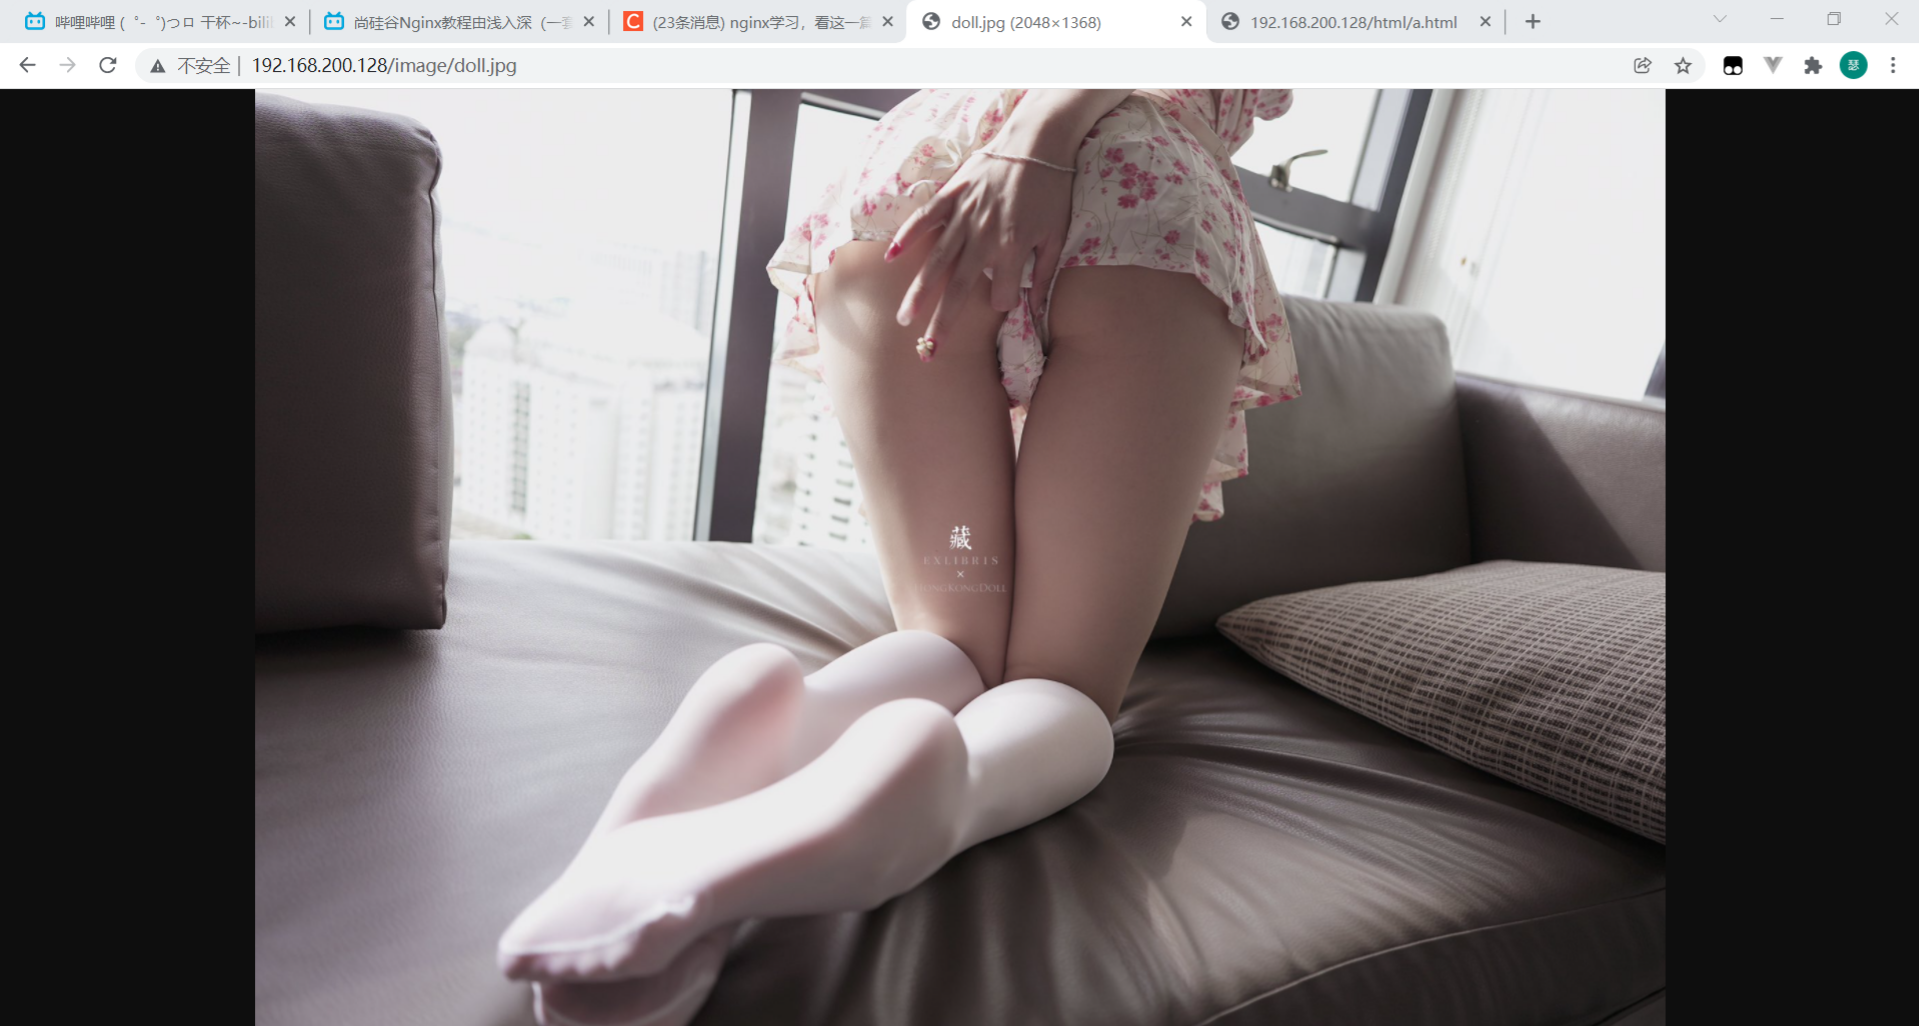 哔哩哔哩 (゜-゜)つロ 干杯~-bili
尚硅谷Nginx教程由浅入深（一套
(23条消息) nginx学习，看这一篇
doll.jpg (2048×1368)
192.168.200.128/html/a.html
不安全 | 192.168.200.128/image/doll.jpg
瑟
藏
EXLIBRIS
×
HONGKONGDOLL